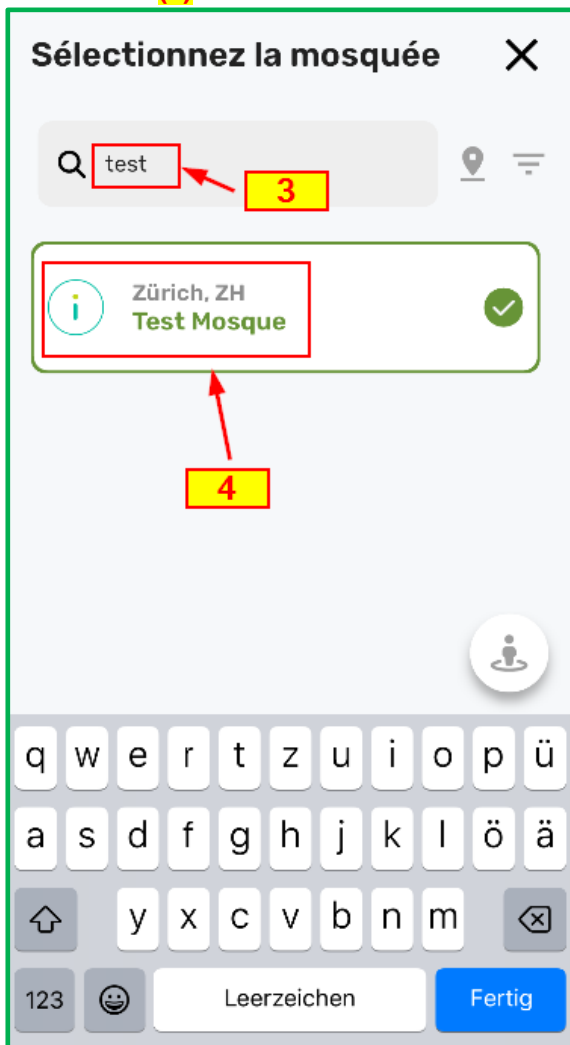 Sélectionnez la mosquée
test
3
Zürich, ZH
Test Mosque
4
q w e r t z u i o p ü
a s d f g h j k l ö ä
y x c v b n m
123 Leerzeichen Fertig